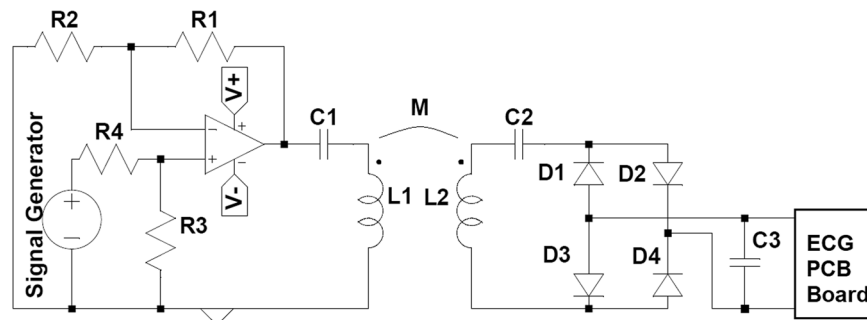 R2
R1
V+
C1
M
C2
Signal Generator
R4
-
+
+
-
V-
+
-
R3
L1
L2
D1
D2
D3
D4
C3
ECG
PCB
Board